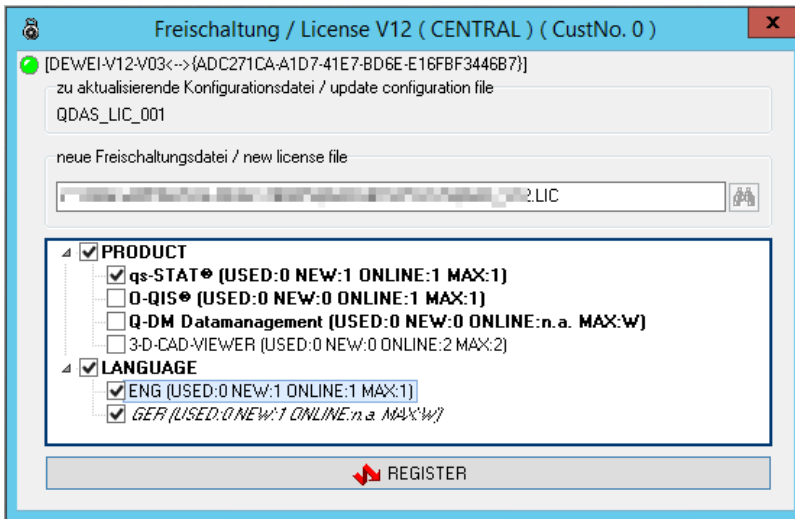 Freischaltung / License V12 ( CENTRAL ) ( CustNo. 0 )
x
[DEWEI-V12-V03<-->{ADC271CA-A1D7-41E7-BD6E-E16FBF3446B7}]
zu aktualisierende Konfigurationsdatei / update configuration file
QDAS_LIC_001
neue Freischaltungsdatei / new license file
2.LIC
PRODUCT
qs-STAT® (USED:0 NEW:1 ONLINE:1 MAX:1)
O-QIS® (USED:0 NEW:0 ONLINE:1 MAX:1)
Q-DM Datamanagement (USED:0 NEW:0 ONLINE:n.a. MAX:W)
3-D-CAD-VIEWER (USED:0 NEW:0 ONLINE:2 MAX:2)
LANGUAGE
ENG (USED:0 NEW:1 ONLINE:1 MAX:1)
GER (USED:0 NEW:1 ONLINE:n.a. MAX:W)
REGISTER